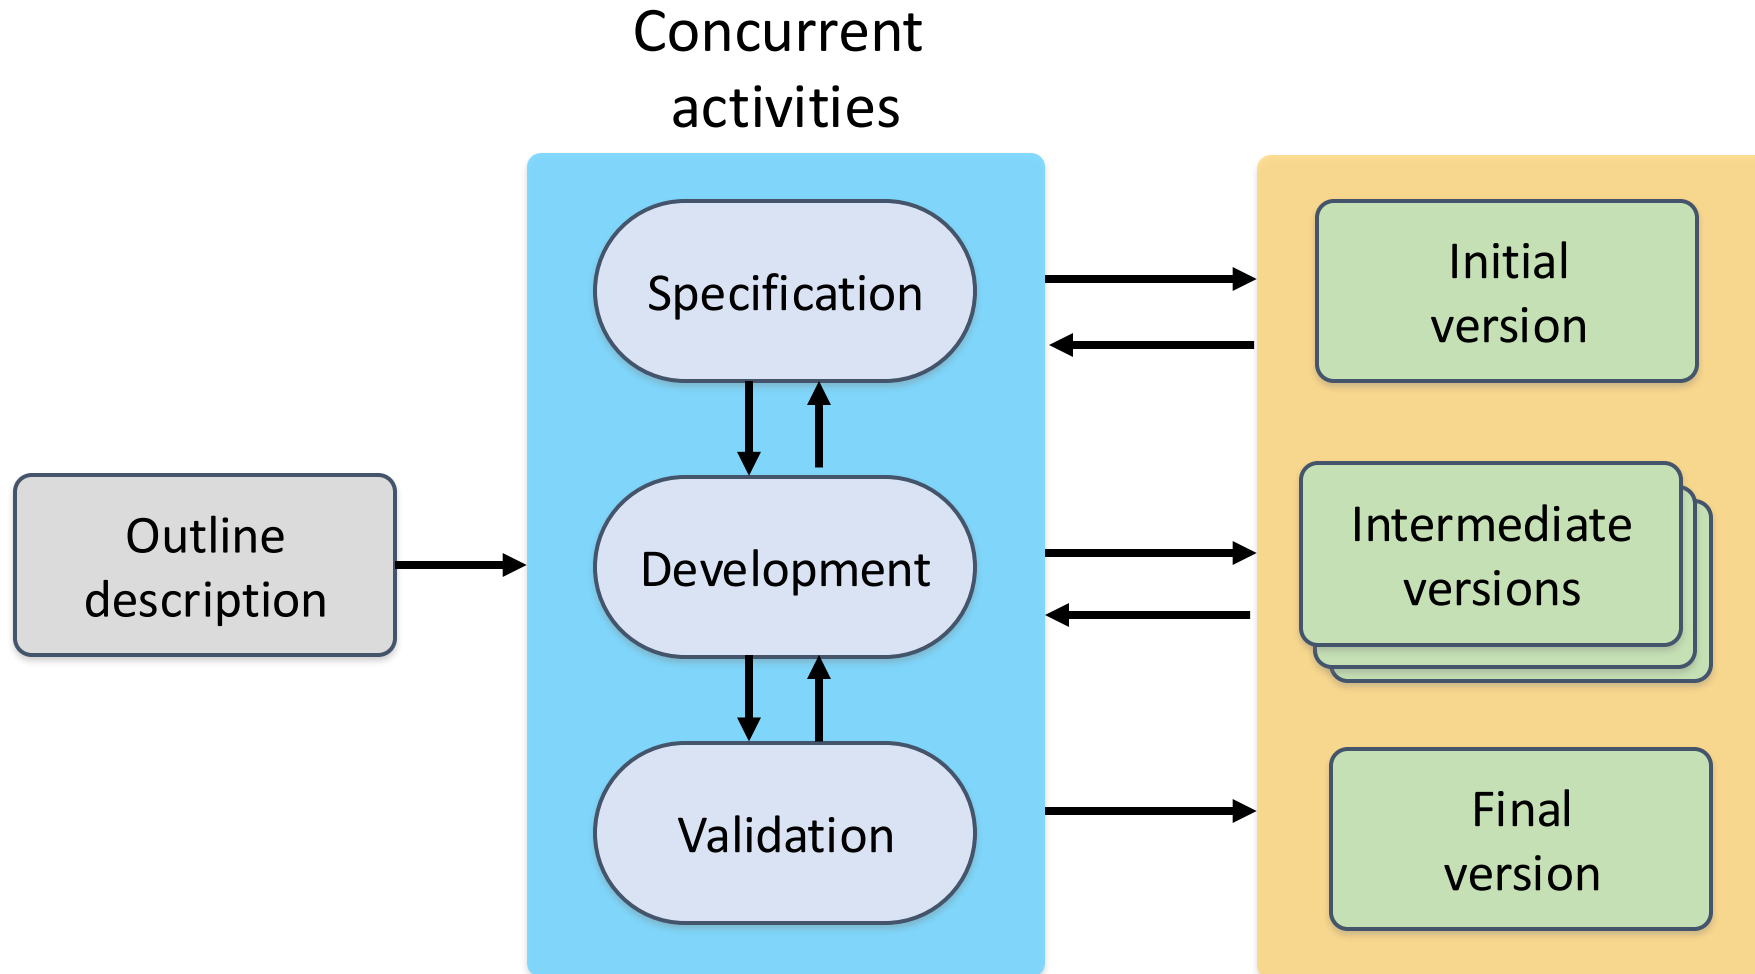 Concurrent
activities
Outline
description
Specification
Development
Validation
Initial
version
Intermediate
versions
Final
version